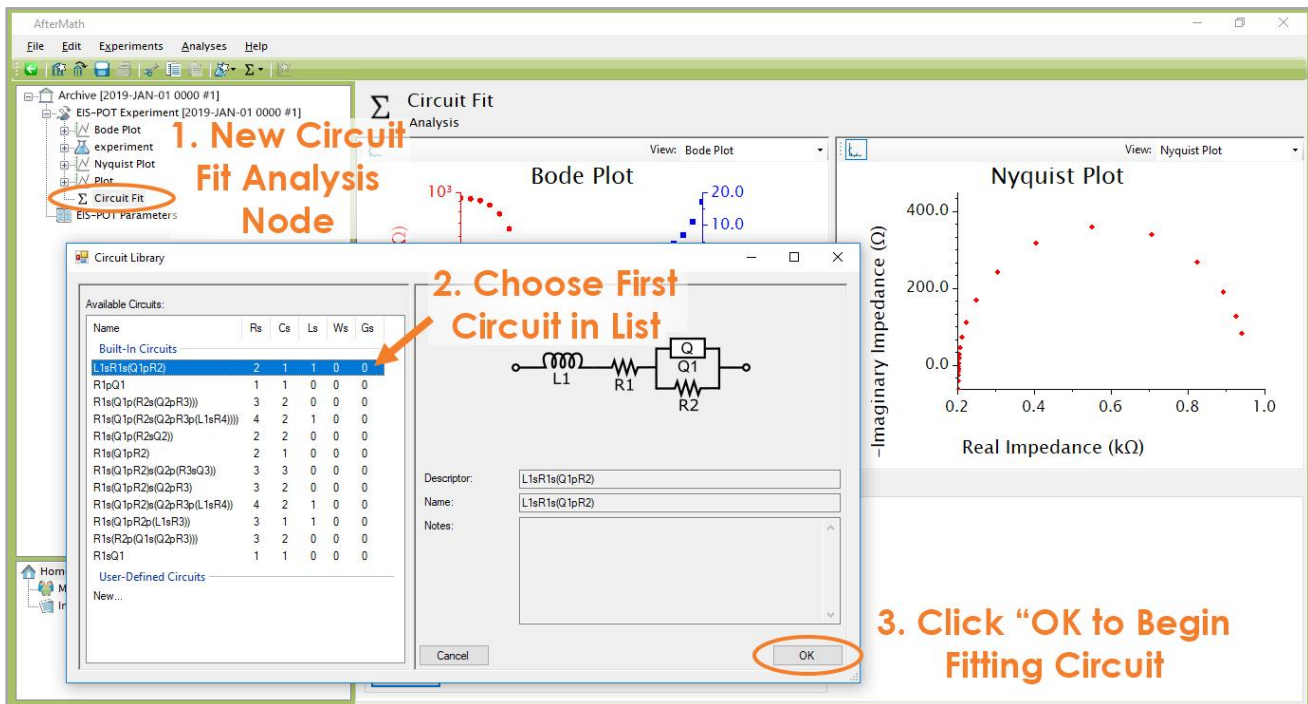 AfterMath
File Edit Experiments Analyses Help
Archive [2019-JAN-01 0000 #1]
EIS-POT Experiment [2019-JAN-01 0000 #1]
Bode Plot
experiment
Nyquist Plot
Plot
Σ Circuit Fit
EIS-POT Parameters
1. New Circuit
Fit Analysis
Node
Σ Circuit Fit
Analysis
View: Bode Plot
Bode Plot
10³
20.0
10.0
View: Nyquist Plot
Nyquist Plot
400.0
200.0
0.0
0.2 0.4 0.6 0.8 1.0
-Imaginary Impedance (Ω)
Real Impedance (kΩ)
Circuit Library
Available Circuits:
Name Rs Cs Ls Ws Gs
Built-In Circuits
L1sR1s(Q1pR2) 2 1 1 0 0
R1pQ1 1 1 0 0 0
R1s(Q1p(R2s(Q2pR3))) 3 2 0 0 0
R1s(Q1p(R2s(Q2pR3p(L1sR4)))) 4 2 1 0 0
R1s(Q1p(R2sQ2)) 2 2 0 0 0
R1s(Q1pR2) 2 1 0 0 0
R1s(Q1pR2)s(Q2p(R3sQ3)) 3 3 0 0 0
R1s(Q1pR2)s(Q2pR3) 3 2 0 0 0
R1s(Q1pR2)s(Q2pR3p(L1sR4)) 4 2 1 0 0
R1s(Q1pR2p(L1sR3)) 3 1 1 0 0
R1s(R2p(Q1s(Q2pR3))) 3 2 0 0 0
R1sQ1 1 1 0 0 0
User-Defined Circuits
New...
2. Choose First
Circuit in List
L1
R1
Q
Q1
R2
Descriptor: L1sR1s(Q1pR2)
Name: L1sR1s(Q1pR2)
Notes:
Cancel
OK
3. Click “OK to Begin
Fitting Circuit